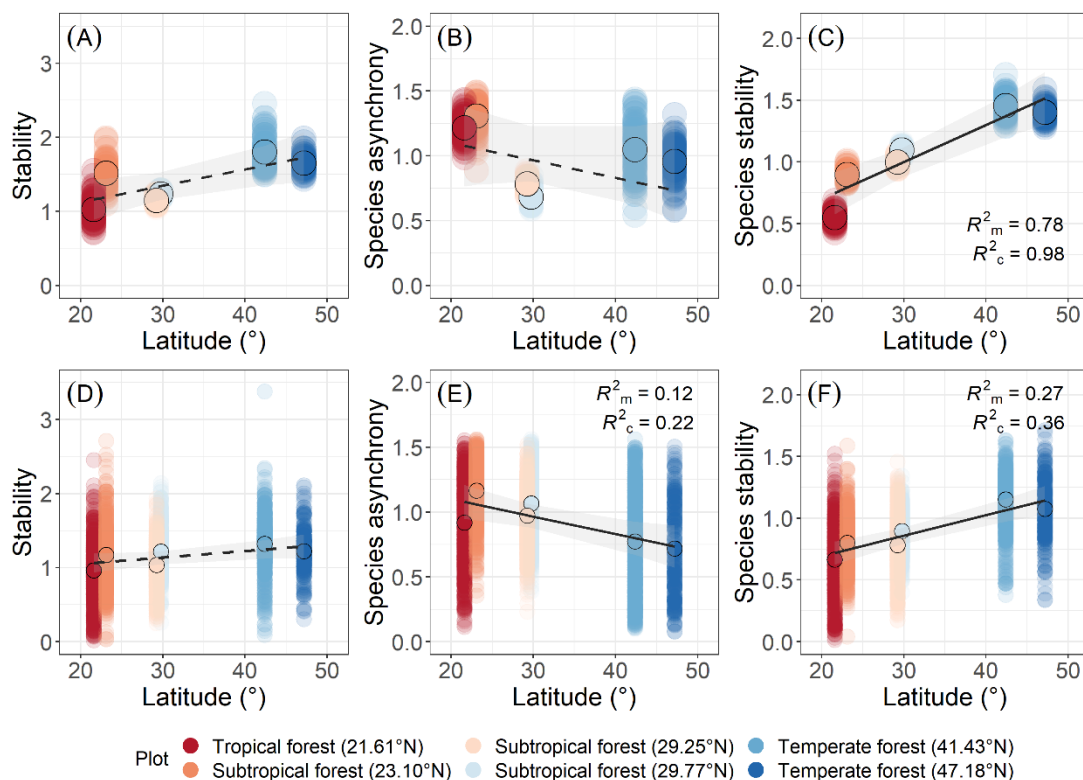 (A)
Stability
3
2
1
0
20 30 40 50
Latitude (°)
(B)
Species asynchrony
2.0
1.5
1.0
0.5
0.0
20 30 40 50
Latitude (°)
(C)
Species stability
2.0
1.5
1.0
0.5
0.0
R²m = 0.78
R²c = 0.98
20 30 40 50
Latitude (°)
(D)
Stability
3
2
1
0
20 30 40 50
Latitude (°)
(E)
Species asynchrony
2.0
1.5
1.0
0.5
0.0
R²m = 0.12
R²c = 0.22
20 30 40 50
Latitude (°)
(F)
Species stability
2.0
1.5
1.0
0.5
0.0
R²m = 0.27
R²c = 0.36
20 30 40 50
Latitude (°)
Plot
Tropical forest (21.61°N) Subtropical forest (29.25°N) Temperate forest (41.43°N)
Subtropical forest (23.10°N) Subtropical forest (29.77°N) Temperate forest (47.18°N)